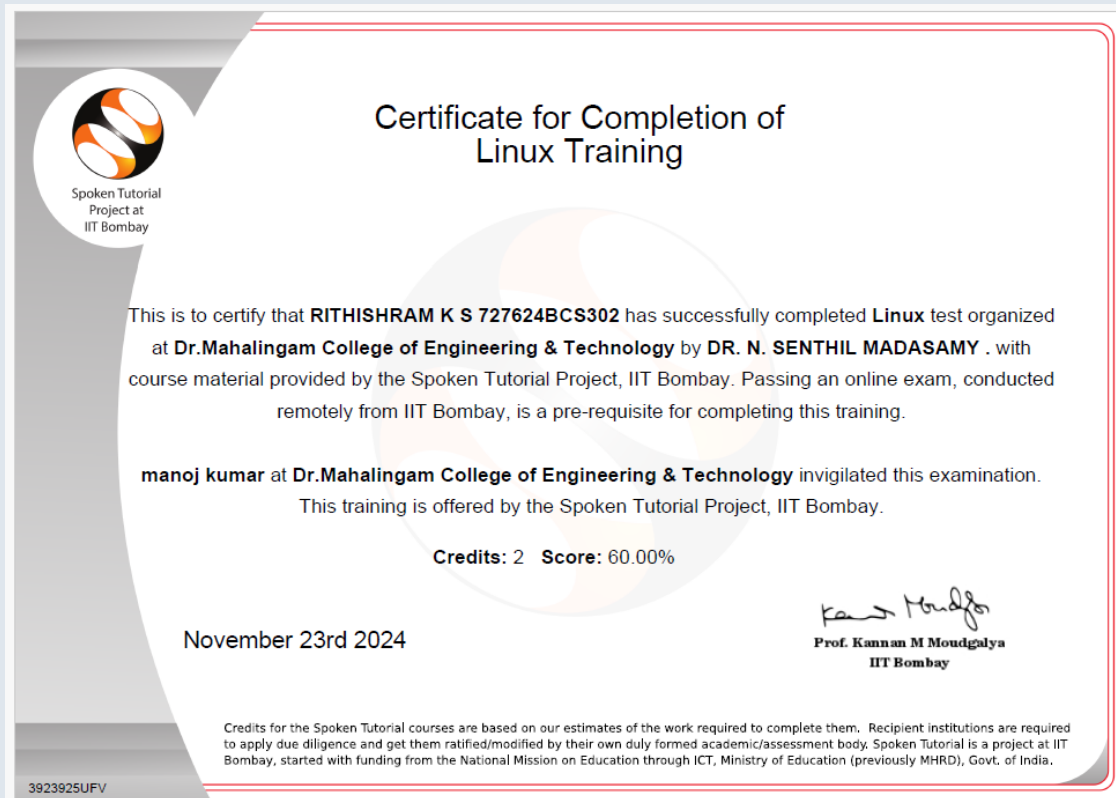 Certificate for Completion of
Linux Training
Spoken Tutorial
Project at
IIT Bombay
This is to certify that RITHISHRAM K S 727624BCS302 has successfully completed Linux test organized
at Dr.Mahalingam College of Engineering & Technology by DR. N. SENTHIL MADASAMY . with
course material provided by the Spoken Tutorial Project, IIT Bombay. Passing an online exam, conducted
remotely from IIT Bombay, is a pre-requisite for completing this training.
manoj kumar at Dr.Mahalingam College of Engineering & Technology invigilated this examination.
This training is offered by the Spoken Tutorial Project, IIT Bombay.
Credits: 2 Score: 60.00%
November 23rd 2024
Prof. Kannan M Moudgalya
IIT Bombay
Credits for the Spoken Tutorial courses are based on our estimates of the work required to complete them. Recipient institutions are required
to apply due diligence and get them ratified/modified by their own duly formed academic/assessment body. Spoken Tutorial is a project at IIT
Bombay, started with funding from the National Mission on Education through ICT, Ministry of Education (previously MHRD), Govt. of India.
3923925UFV